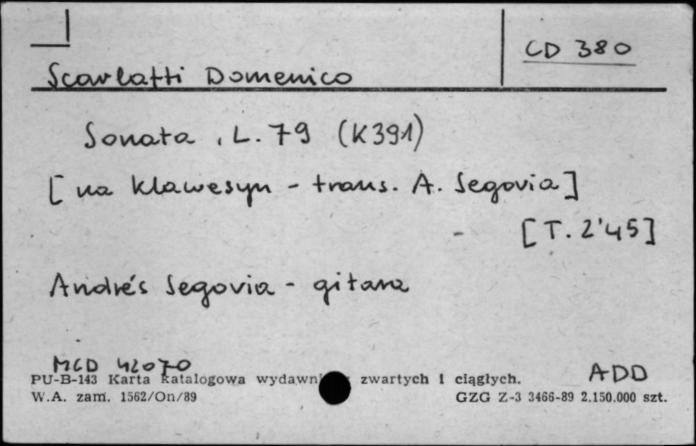 CD 380
Scarlatti Domenico
Sonata, L. 79 (K391)
[na klawesyn - trans. A. Segovia]
- [T. 2'45]
Andrés Segovia - gitara
MCD 42070
ADD
PU-B-143 Karta katalogowa zwartych i ciągłych.
W.A. zam. 1562/On/89 GZG Z-3 3466-89 2.150.000 szt.